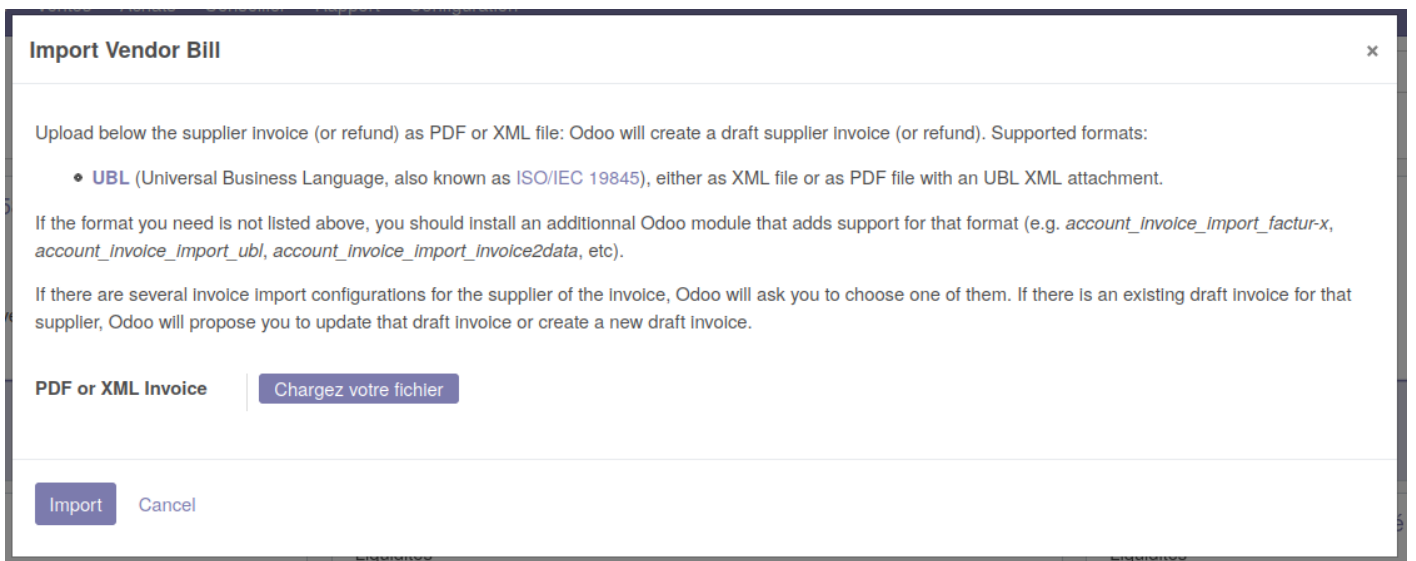 Import Vendor Bill ×
Upload below the supplier invoice (or refund) as PDF or XML file: Odoo will create a draft supplier invoice (or refund). Supported formats:
UBL (Universal Business Language, also known as ISO/IEC 19845), either as XML file or as PDF file with an UBL XML attachment.
If the format you need is not listed above, you should install an additionnal Odoo module that adds support for that format (e.g. account_invoice_import_factur-x,
account_invoice_import_ubl, account_invoice_import_invoice2data, etc).
If there are several invoice import configurations for the supplier of the invoice, Odoo will ask you to choose one of them. If there is an existing draft invoice for that
supplier, Odoo will propose you to update that draft invoice or create a new draft invoice.
PDF or XML Invoice Chargez votre fichier
Import Cancel